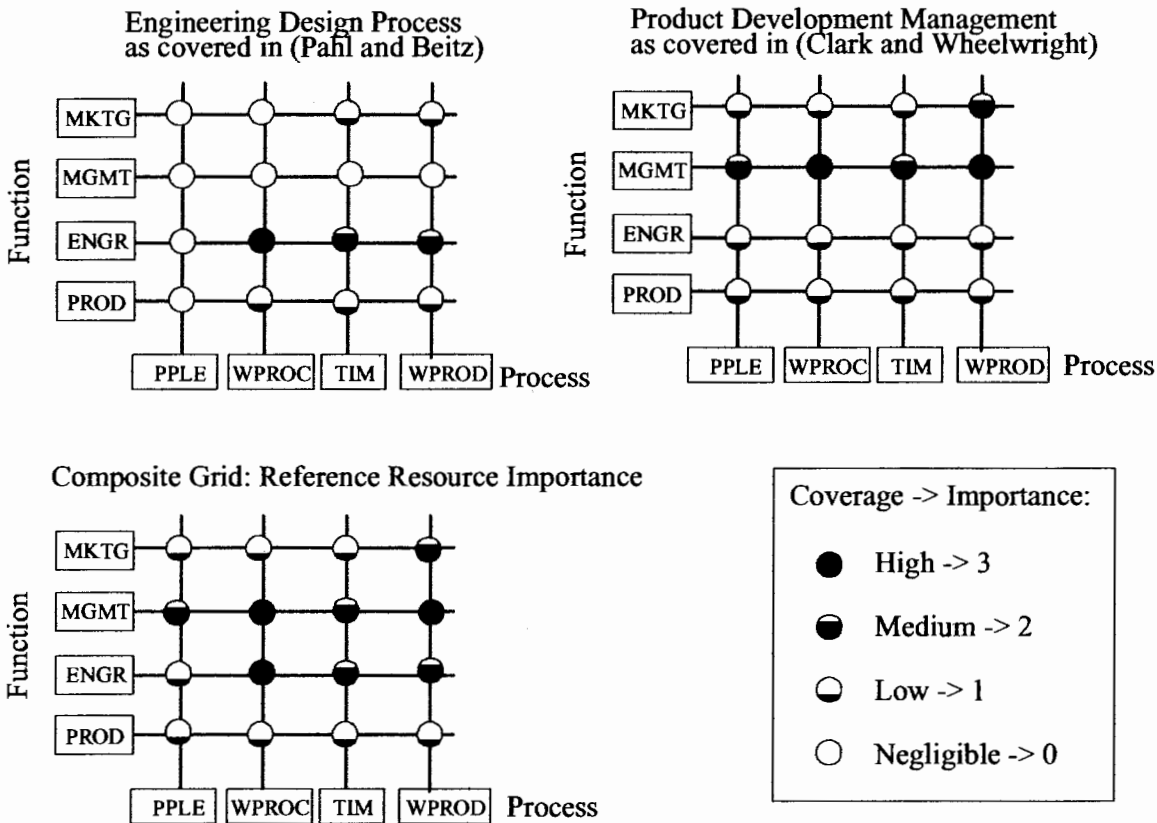 Engineering Design Process
as covered in (Pahl and Beitz)
Function
MKTG
MGMT
ENGR
PROD
PPLE WPROC TIM WPROD Process
Product Development Management
as covered in (Clark and Wheelwright)
Function
MKTG
MGMT
ENGR
PROD
PPLE WPROC TIM WPROD Process
Composite Grid: Reference Resource Importance
Function
MKTG
MGMT
ENGR
PROD
PPLE WPROC TIM WPROD Process
Coverage -> Importance:
High -> 3
Medium -> 2
Low -> 1
Negligible -> 0